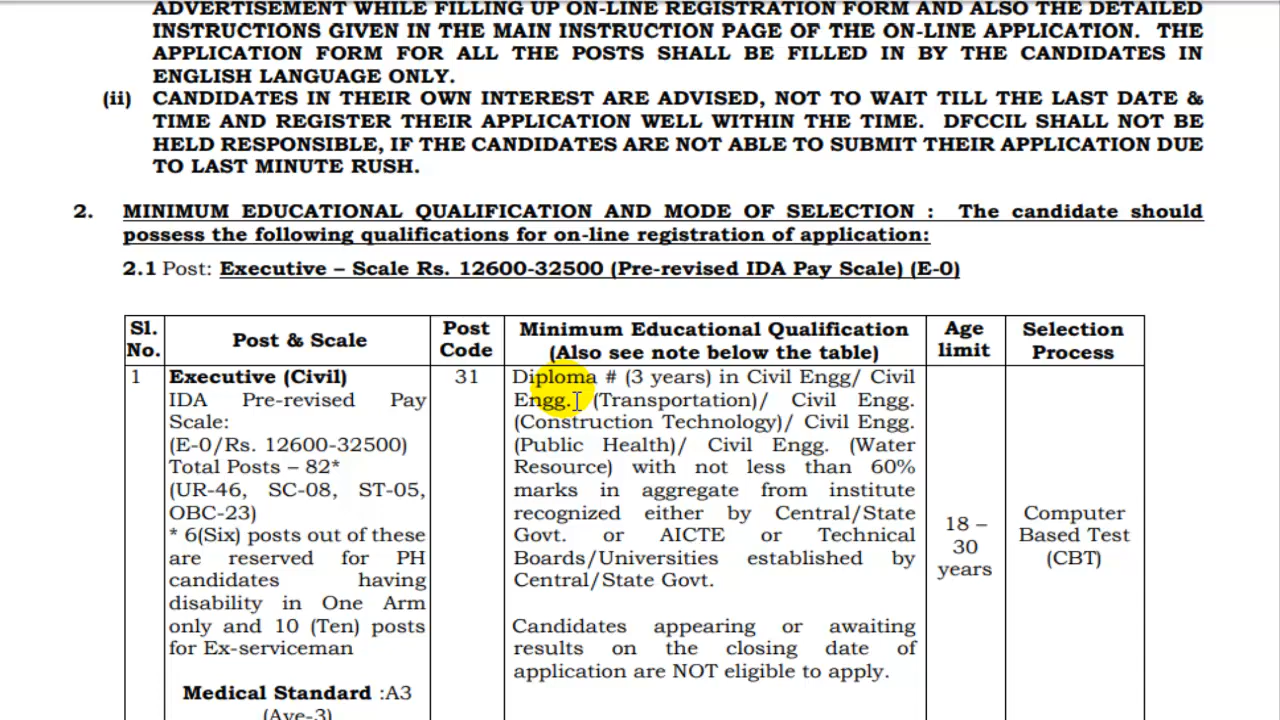 ADVERTISEMENT WHILE FILLING UP ON-LINE REGISTRATION FORM AND ALSO THE DETAILED
INSTRUCTIONS GIVEN IN THE MAIN INSTRUCTION PAGE OF THE ON-LINE APPLICATION. THE
APPLICATION FORM FOR ALL THE POSTS SHALL BE FILLED IN BY THE CANDIDATES IN
ENGLISH LANGUAGE ONLY.
(ii) CANDIDATES IN THEIR OWN INTEREST ARE ADVISED, NOT TO WAIT TILL THE LAST DATE &
TIME AND REGISTER THEIR APPLICATION WELL WITHIN THE TIME. DFCCIL SHALL NOT BE
HELD RESPONSIBLE, IF THE CANDIDATES ARE NOT ABLE TO SUBMIT THEIR APPLICATION DUE
TO LAST MINUTE RUSH.
2. MINIMUM EDUCATIONAL QUALIFICATION AND MODE OF SELECTION : The candidate should
possess the following qualifications for on-line registration of application:
2.1 Post: Executive – Scale Rs. 12600-32500 (Pre-revised IDA Pay Scale) (E-0)
Sl.
No.
Post & Scale
Post
Code
Minimum Educational Qualification
(Also see note below the table)
Age
limit
Selection
Process
1
Executive (Civil)
IDA Pre-revised Pay
Scale:
(E-0/Rs. 12600-32500)
Total Posts – 82*
(UR-46, SC-08, ST-05,
OBC-23)
* 6(Six) posts out of these
are reserved for PH
candidates having
disability in One Arm
only and 10 (Ten) posts
for Ex-serviceman
Medical Standard :A3
(Aye-3)
31
Diploma # (3 years) in Civil Engg/ Civil
Engg. (Transportation)/ Civil Engg.
(Construction Technology)/ Civil Engg.
(Public Health)/ Civil Engg. (Water
Resource) with not less than 60%
marks in aggregate from institute
recognized either by Central/State
Govt. or AICTE or Technical
Boards/Universities established by
Central/State Govt.
Candidates appearing or awaiting
results on the closing date of
application are NOT eligible to apply.
18 –
30
years
Computer
Based Test
(CBT)